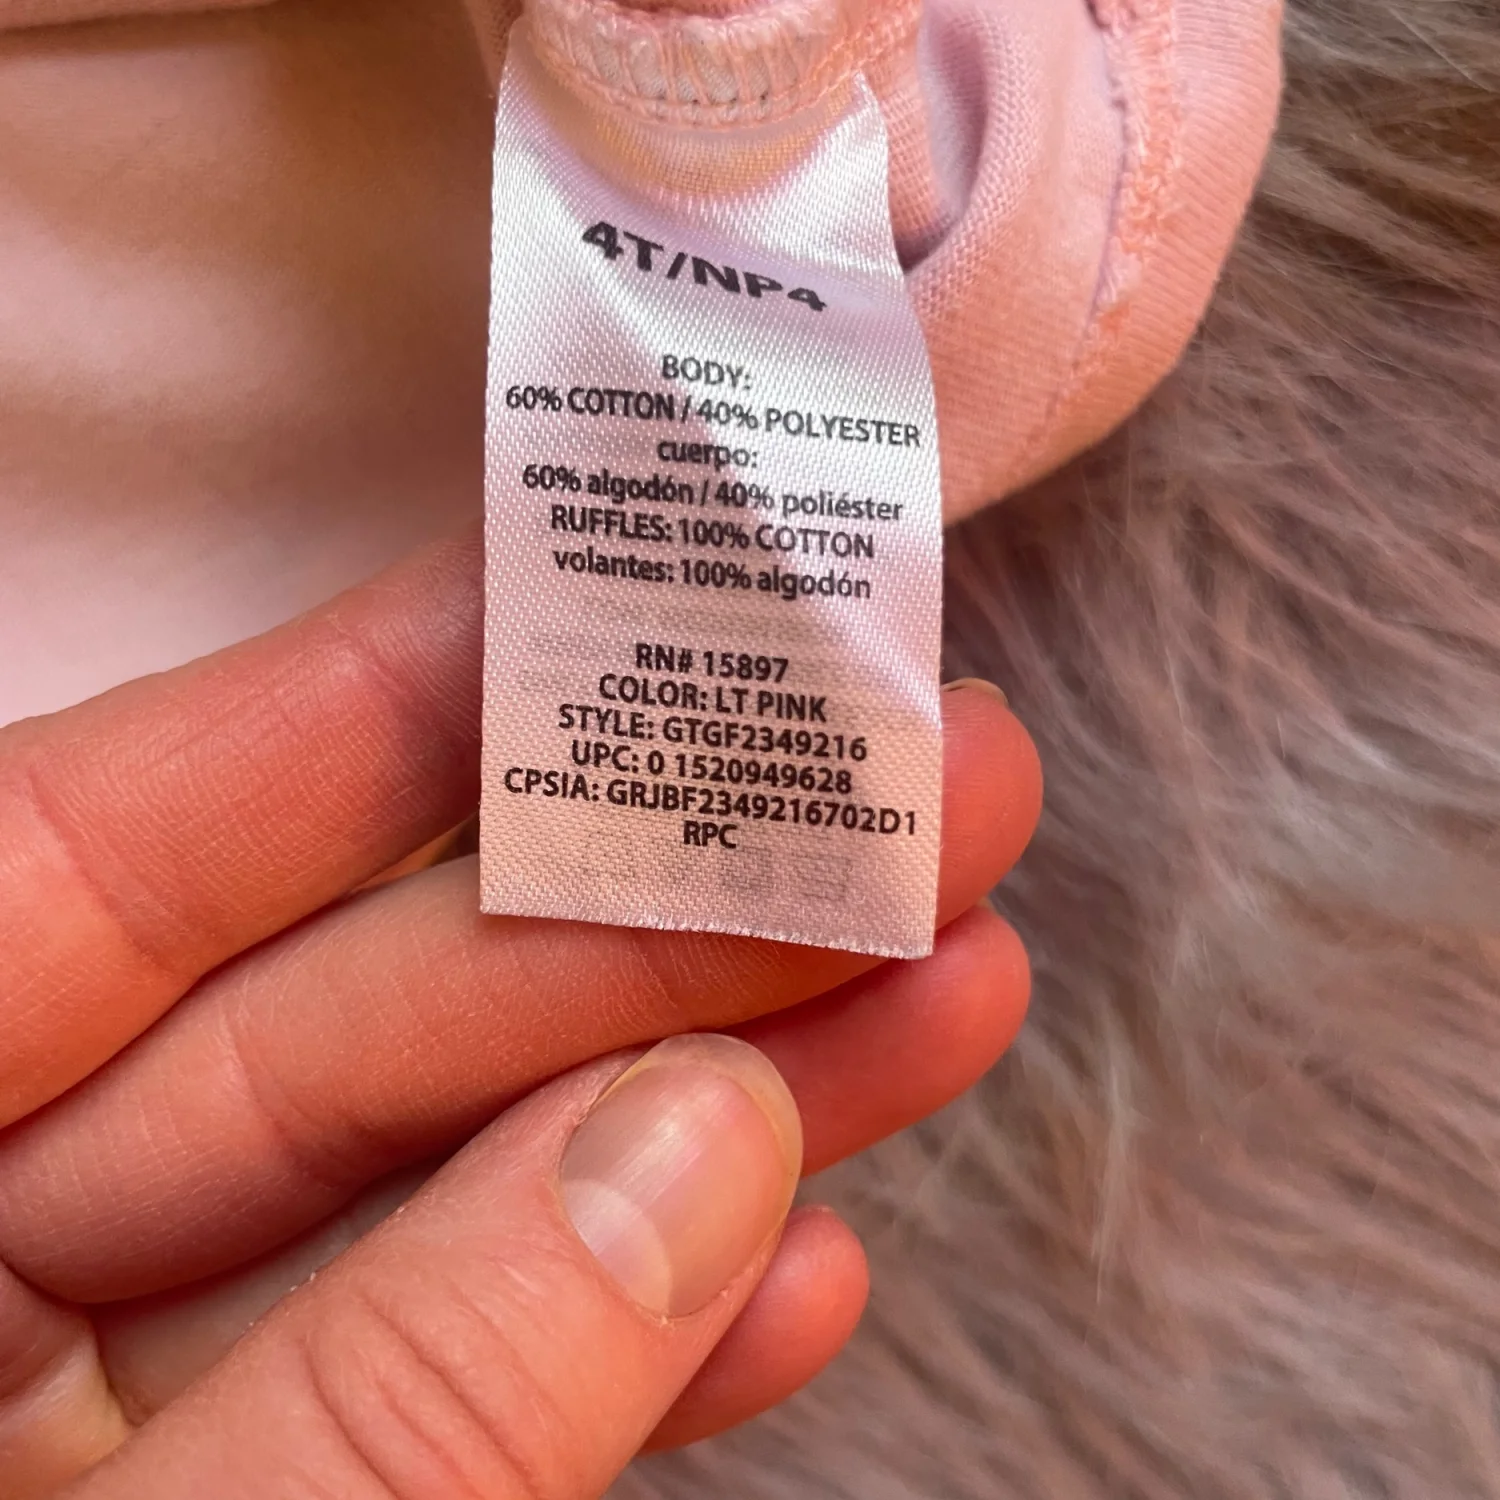 4T/NP4
BODY:
60% COTTON / 40% POLYESTER
cuerpo:
60% algodón / 40% poliéster
RUFFLES: 100% COTTON
volantes: 100% algodón
RN# 15897
COLOR: LT PINK
STYLE: GTGF2349216
UPC: 0 1520949628
CPSIA: GRJBF2349216702D1
RPC